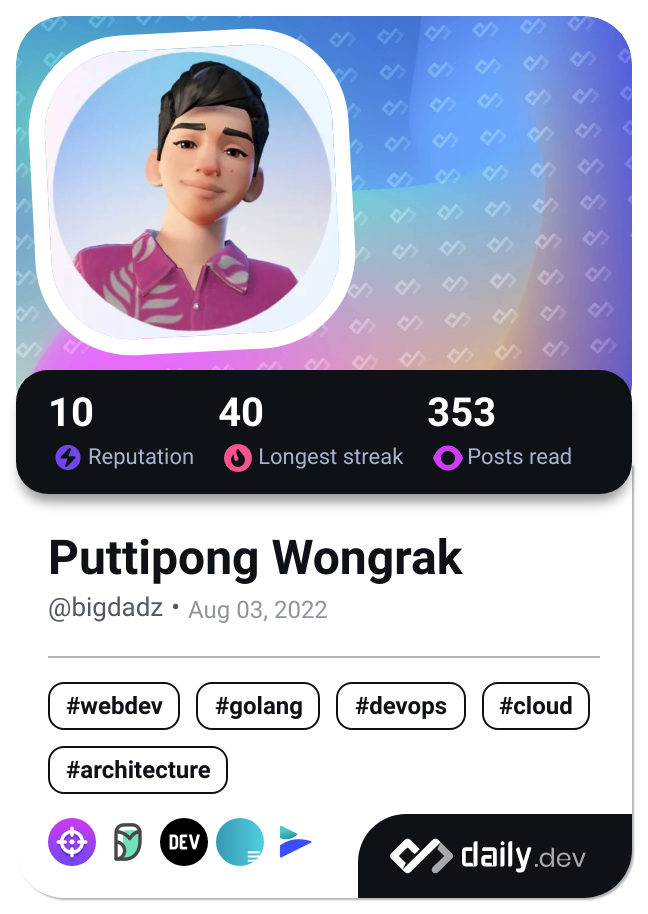 10 40 353
Reputation Longest streak Posts read
Puttipong Wongrak
@bigdadz • Aug 03, 2022
#webdev #golang #devops #cloud
#architecture
DEV
daily.dev